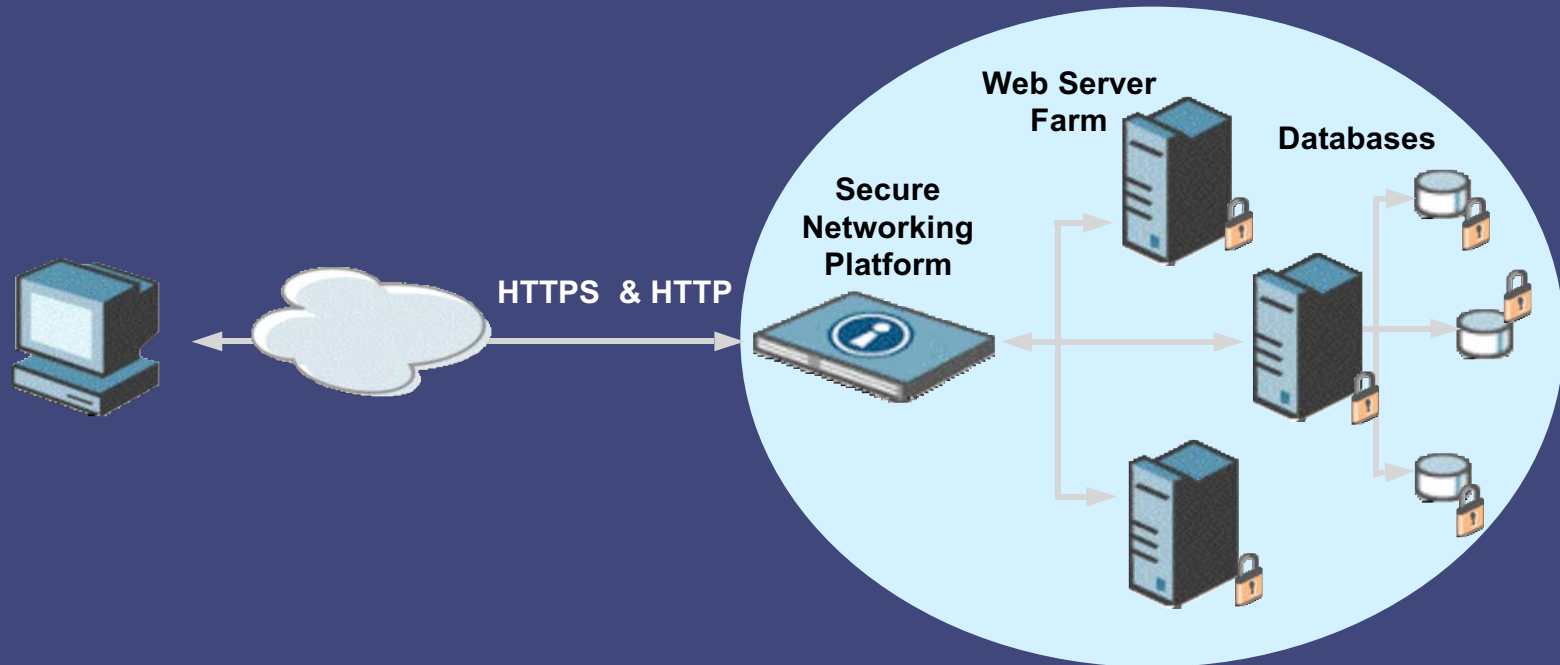 Web Server
Farm
Databases
Secure
Networking
Platform
HTTPS & HTTP